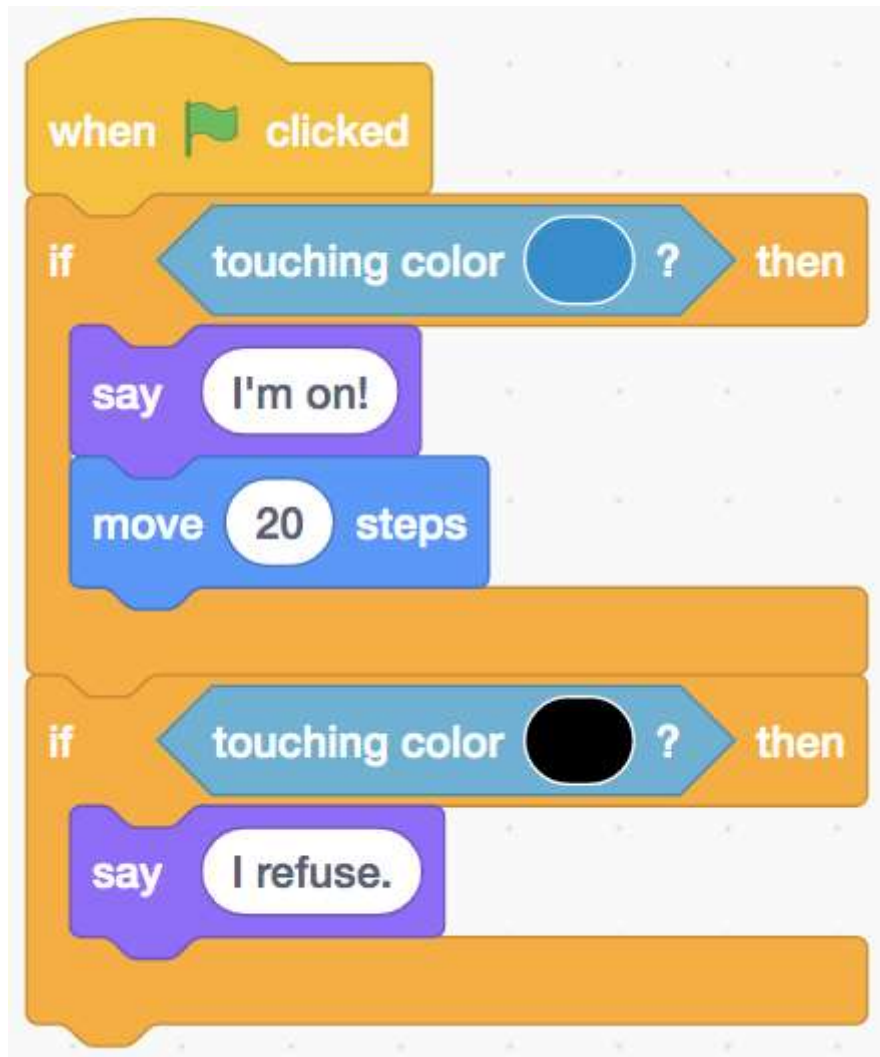 when clicked
if touching color ? then
say I'm on!
move 20 steps
if touching color ? then
say I refuse.